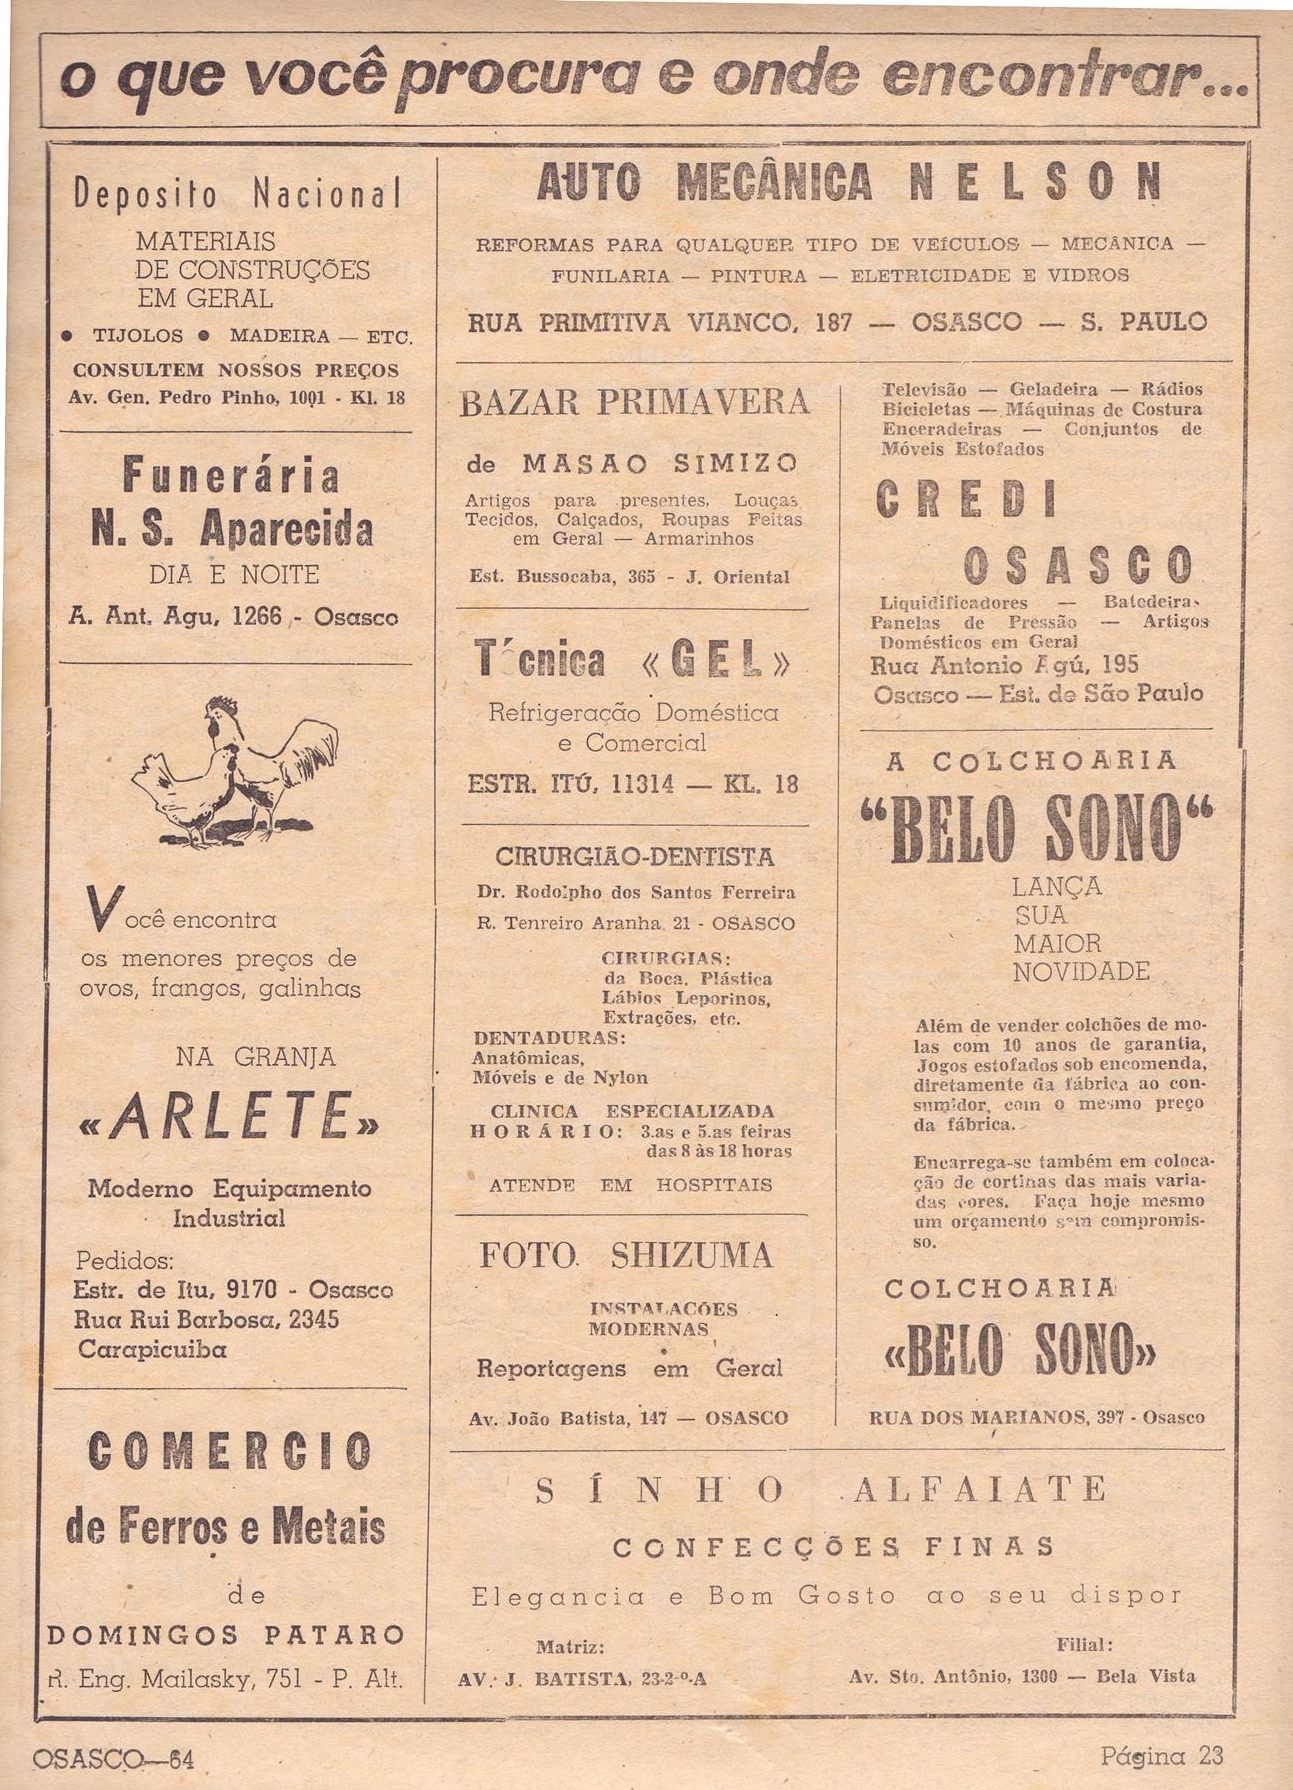 o que você procura e onde encontrar...
Deposito Nacional
MATERIAIS
DE CONSTRUÇÕES
EM GERAL
● TIJOLOS ● MADEIRA — ETC.
CONSULTEM NOSSOS PREÇOS
Av. Gen. Pedro Pinho, 1001 - Kl. 18
Funerária
N. S. Aparecida
DIA E NOITE
A. Ant. Agu, 1266 - Osasco
Você encontra
os menores preços de
ovos, frangos, galinhas
NA GRANJA
«ARLETE»
Moderno Equipamento
Industrial
Pedidos:
Estr. de Itu, 9170 - Osasco
Rua Rui Barbosa, 2345
Carapicuiba
COMERCIO
de Ferros e Metais
de
DOMINGOS PATARO
R. Eng. Mailasky, 751 - P. Alt.
AUTO MECÂNICA NELSON
REFORMAS PARA QUALQUER TIPO DE VEÍCULOS — MECÂNICA —
FUNILARIA — PINTURA — ELETRICIDADE E VIDROS
RUA PRIMITIVA VIANCO, 187 — OSASCO — S. PAULO
BAZAR PRIMAVERA
de MASAO SIMIZO
Artigos para presentes, Louças
Tecidos, Calçados, Roupas Feitas
em Geral — Armarinhos
Est. Bussocaba, 365 - J. Oriental
Técnica «GEL»
Refrigeração Doméstica
e Comercial
ESTR. ITÚ, 11314 — KL. 18
CIRURGIÃO-DENTISTA
Dr. Rodolpho dos Santos Ferreira
R. Tenreiro Aranha, 21 - OSASCO
CIRURGIAS:
da Boca, Plástica
Lábios Leporinos,
Extrações, etc.
DENTADURAS:
Anatômicas,
Móveis e de Nylon
CLINICA ESPECIALIZADA
HORÁRIO: 3.as e 5.as feiras
das 8 às 18 horas
ATENDE EM HOSPITAIS
FOTO SHIZUMA
INSTALACÕES
MODERNAS
Reportagens em Geral
Av. João Batista, 147 — OSASCO
Televisão — Geladeira — Rádios
Bicicletas — Máquinas de Costura
Enceradeiras — Conjuntos de
Móveis Estofados
CREDI
OSASCO
Liquidificadores — Batedeiras
Panelas de Pressão — Artigos
Domésticos em Geral
Rua Antonio Agú, 195
Osasco — Est. de São Paulo
A COLCHOARIA
"BELO SONO"
LANÇA
SUA
MAIOR
NOVIDADE
Além de vender colchões de mo-
las com 10 anos de garantia,
Jogos estofados sob encomenda,
diretamente da fábrica ao con-
sumidor, com o mesmo preço
da fábrica.
Encarrega-se também em coloca-
ção de cortinas das mais varia-
das cores. Faça hoje mesmo
um orçamento sem compromis-
so.
COLCHOARIA
«BELO SONO»
RUA DOS MARIANOS, 397 - Osasco
SÍNHO ALFAIATE
CONFECÇÕES FINAS
Elegancia e Bom Gosto ao seu dispor
Matriz:
AV. J. BATISTA, 23-2-º-A
Filial:
Av. Sto. Antônio, 1300 — Bela Vista
OSASCO—64
Página 23